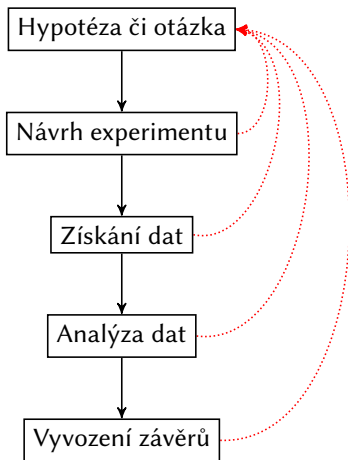 Hypotéza či otázka
Návrh experimentu
Získání dat
Analýza dat
Vyvození závěrů